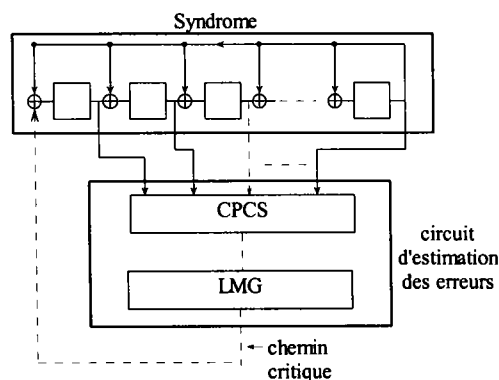 Syndrome
CPCS
LMG
circuit
d'estimation
des erreurs
chemin
critique